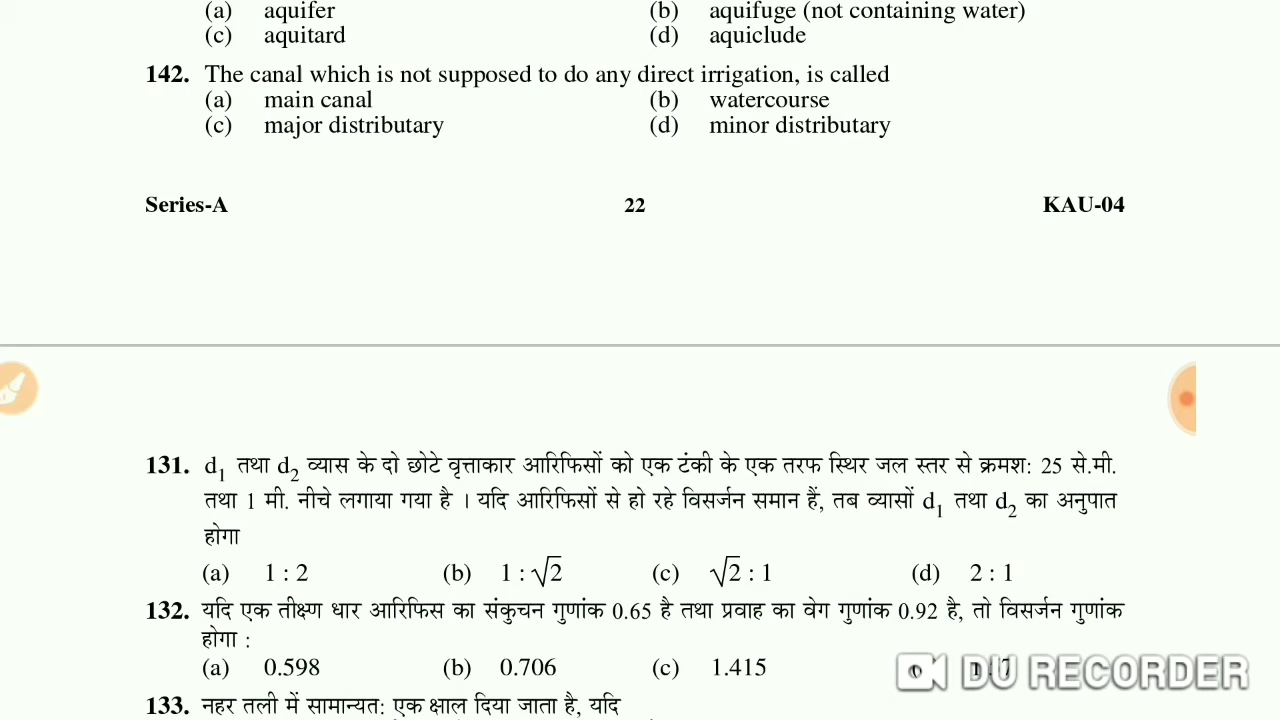 (a) aquifer (b) aquifuge (not containing water)
(c) aquitard (d) aquiclude
142. The canal which is not supposed to do any direct irrigation, is called
(a) main canal (b) watercourse
(c) major distributary (d) minor distributary
Series-A 22 KAU-04
131. d1 तथा d2 व्यास के दो छोटे वृत्ताकार आरिफिसों को एक टंकी के एक तरफ स्थिर जल स्तर से क्रमश: 25 से.मी.
तथा 1 मी. नीचे लगाया गया है । यदि आरिफिसों से हो रहे विसर्जन समान हैं, तब व्यासों d1 तथा d2 का अनुपात
होगा
(a) 1 : 2 (b) 1 : √2 (c) √2 : 1 (d) 2 : 1
132. यदि एक तीक्ष्ण धार आरिफिस का संकुचन गुणांक 0.65 है तथा प्रवाह का वेग गुणांक 0.92 है, तो विसर्जन गुणांक
होगा :
(a) 0.598 (b) 0.706 (c) 1.415
DU RECORDER
133. नहर तली में सामान्यत: एक क्षाल दिया जाता है, यदि